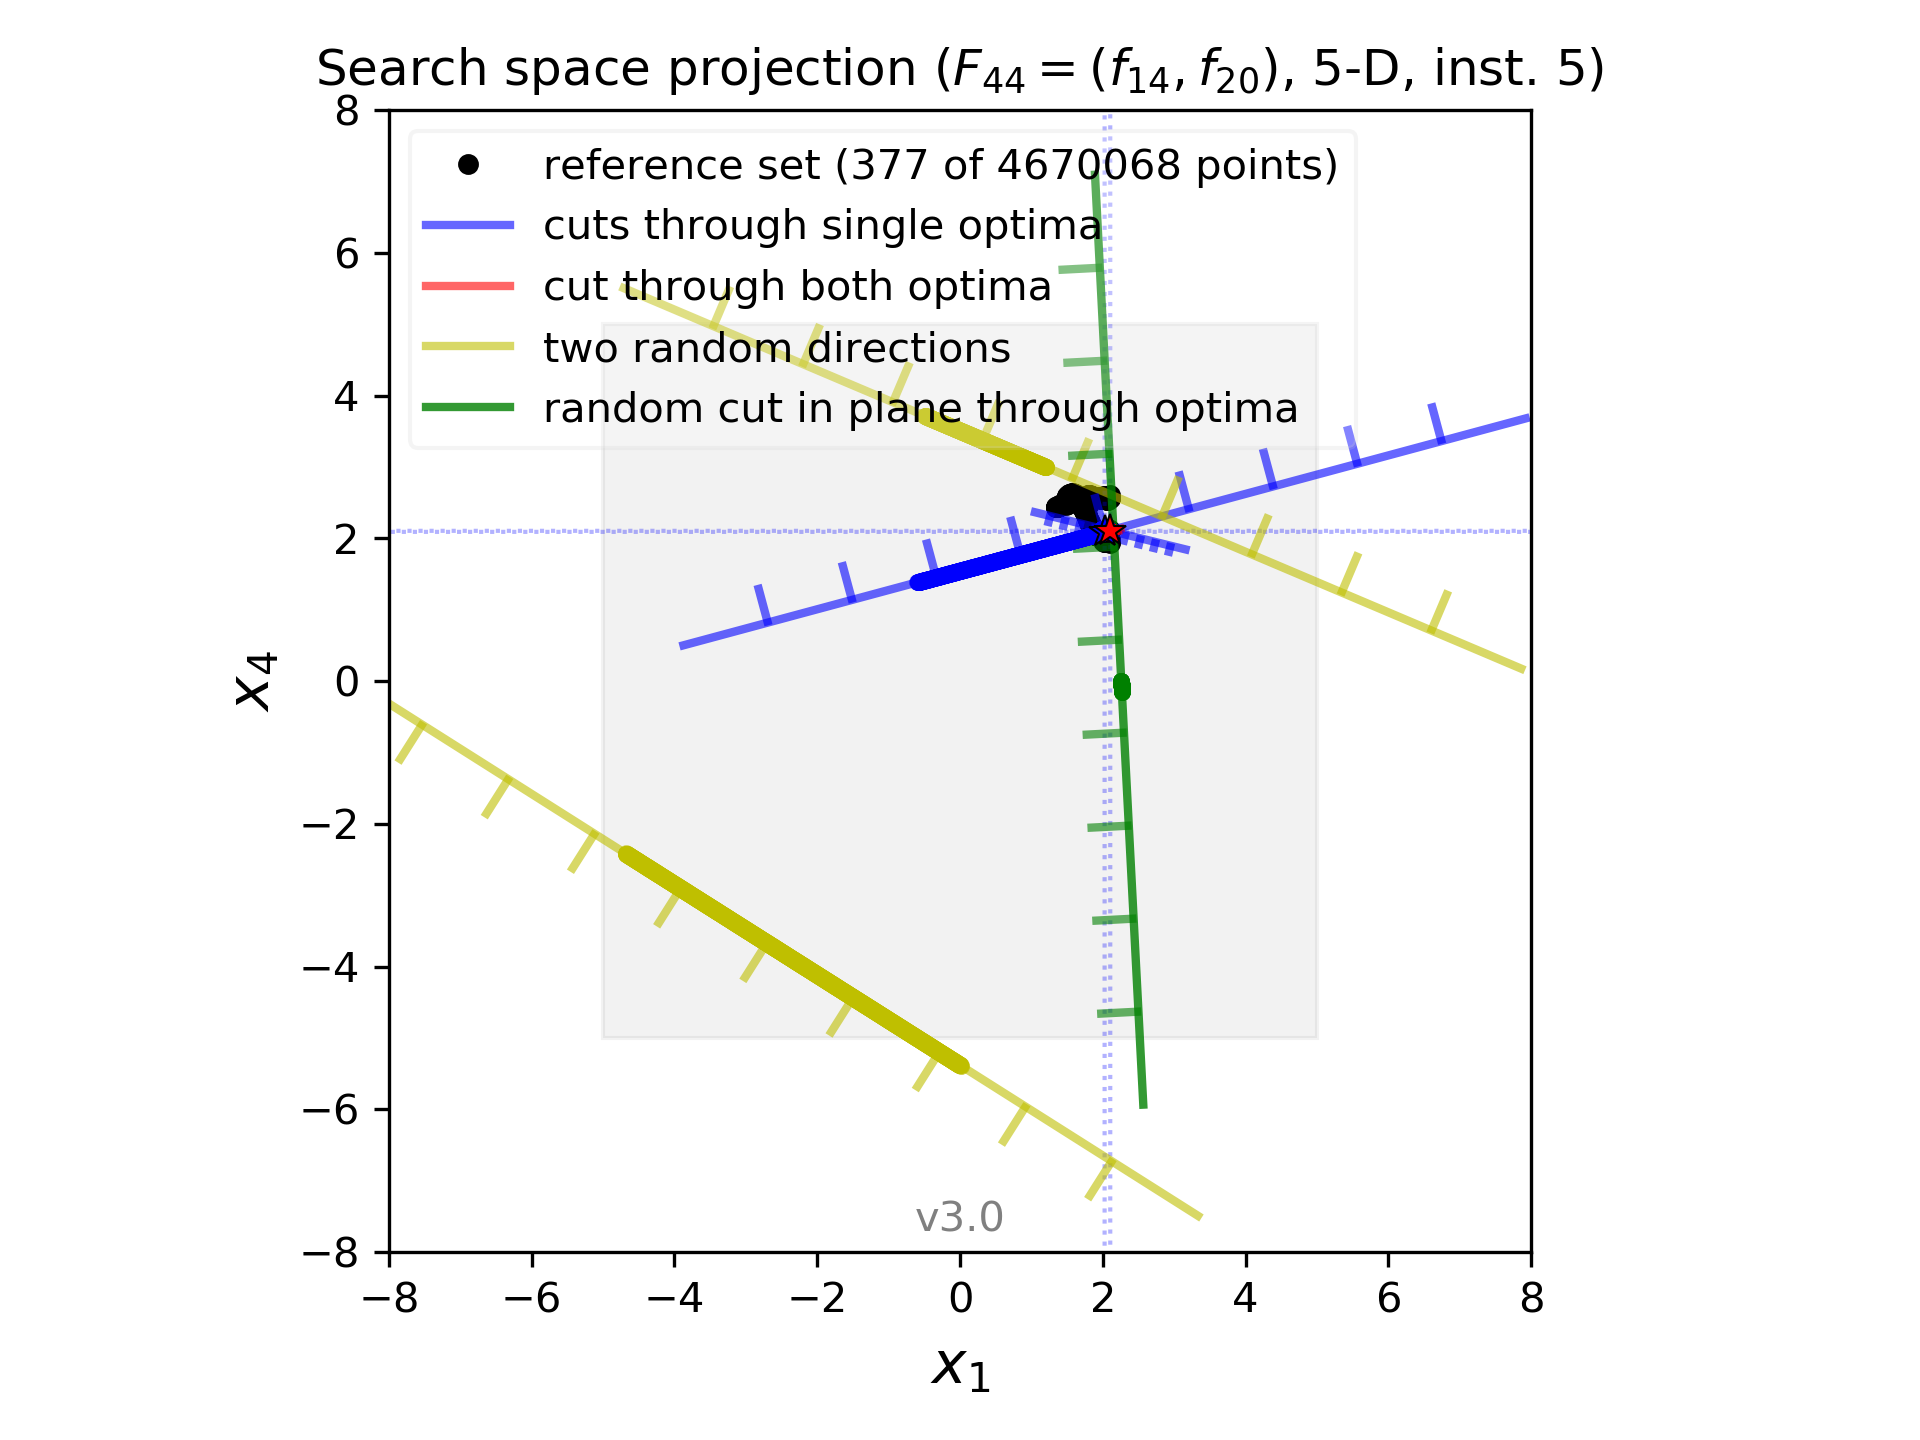 Search space projection (F44 = (f14, f20), 5-D, inst. 5)
reference set (377 of 4670068 points)
cuts through single optima
cut through both optima
two random directions
random cut in plane through optima
8
6
4
2
0
−2
−4
−6
−8
x4
v3.0
−8 −6 −4 −2 0 2 4 6 8
x1